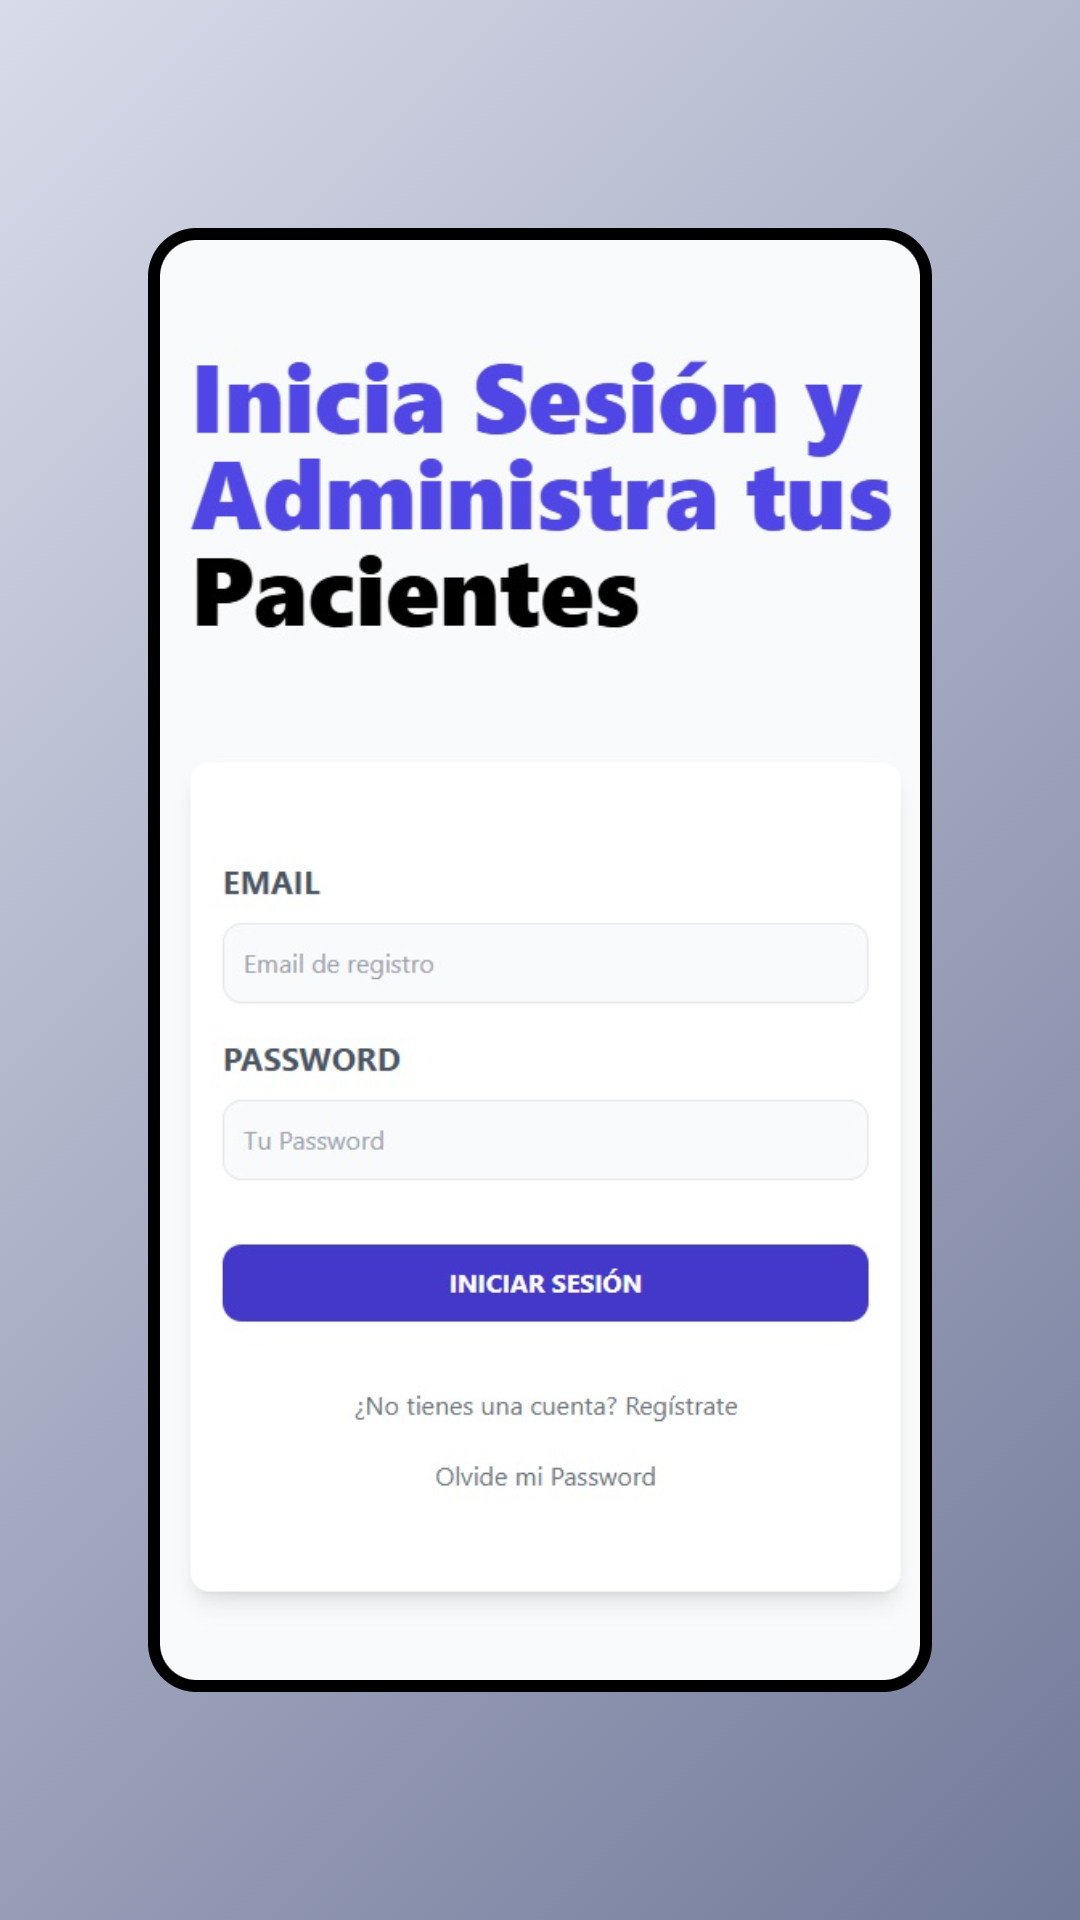 Inicia Sesión y
Administra tus
Pacientes
EMAIL
Email de registro
PASSWORD
Tu Password
INICIAR SESIÓN
¿No tienes una cuenta? Regístrate
Olvide mi Password